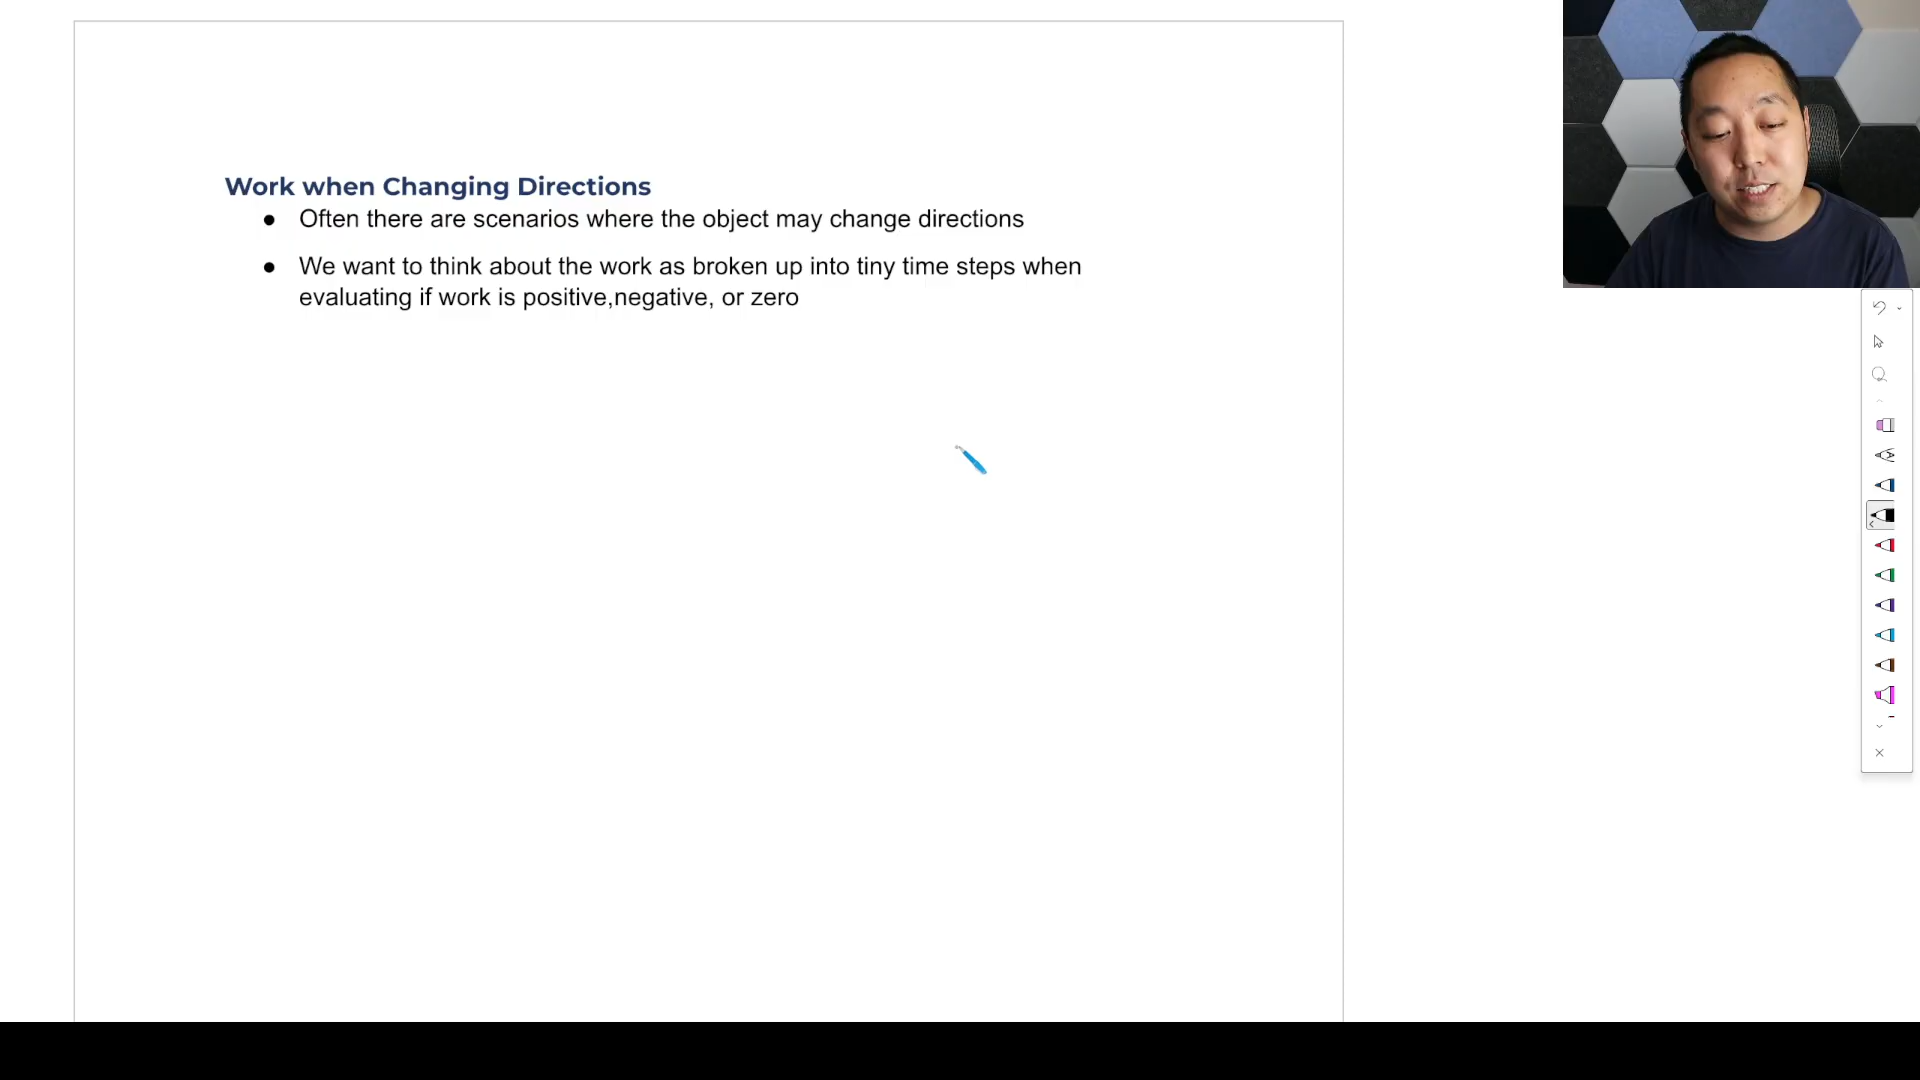 Work when Changing Directions
● Often there are scenarios where the object may change directions
● We want to think about the work as broken up into tiny time steps when
evaluating if work is positive,negative, or zero